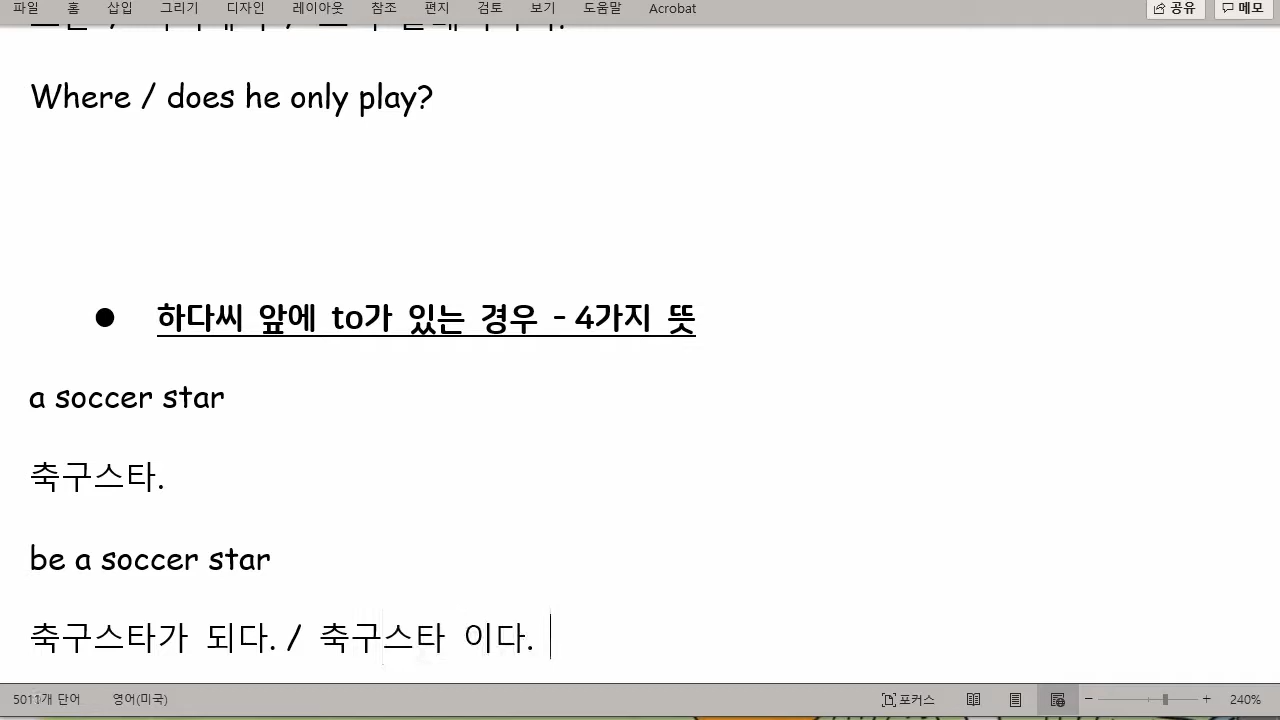 파일 홈 삽입 그리기 디자인 레이아웃 참조 편지 검토 보기 도움말 Acrobat 공유 메모
Where / does he only play?
● 하다씨 앞에 to가 있는 경우 - 4가지 뜻
a soccer star
축구스타.
be a soccer star
축구스타가 되다. / 축구스타 이다.
5011개 단어 영어(미국) 포커스 240%